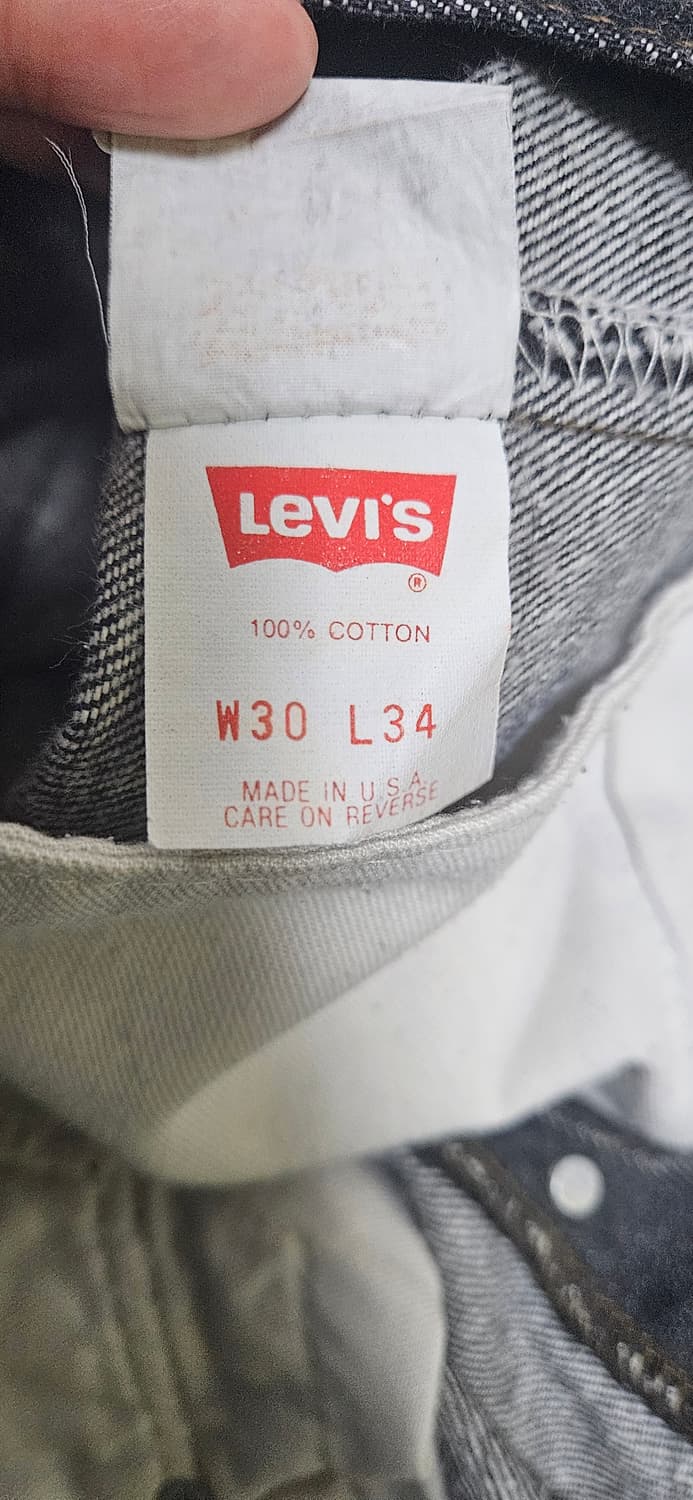 Levi's
®
100% COTTON
W30 L34
MADE IN U.S.A.
CARE ON REVERSE